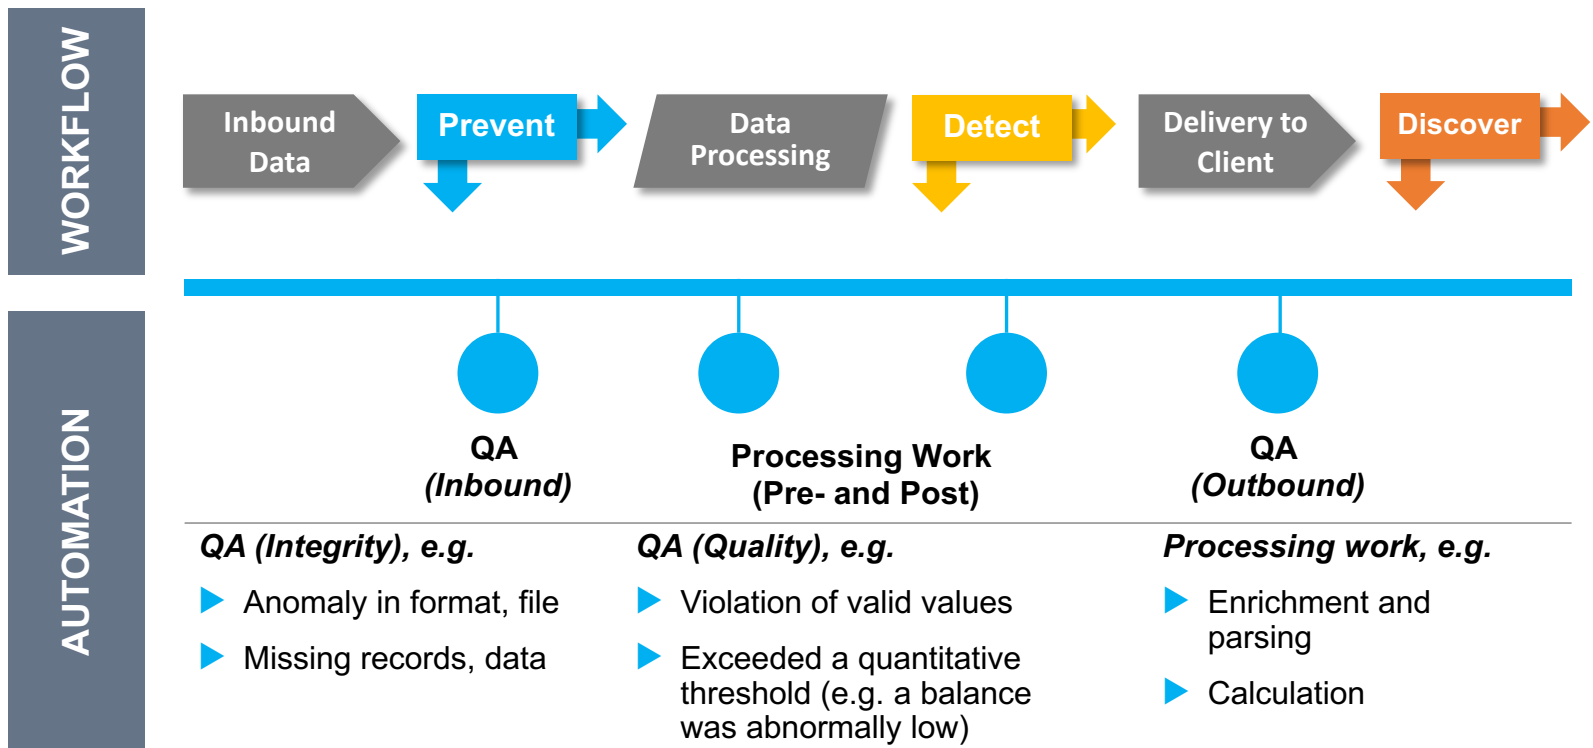 WORKFLOW
Inbound
Data
Prevent
Data
Processing
Detect
Delivery to
Client
Discover
AUTOMATION
QA
(Inbound)
Processing Work
(Pre- and Post)
QA
(Outbound)
QA (Integrity), e.g.
Anomaly in format, file
Missing records, data
QA (Quality), e.g.
Violation of valid values
Exceeded a quantitative
threshold (e.g. a balance
was abnormally low)
Processing work, e.g.
Enrichment and
parsing
Calculation